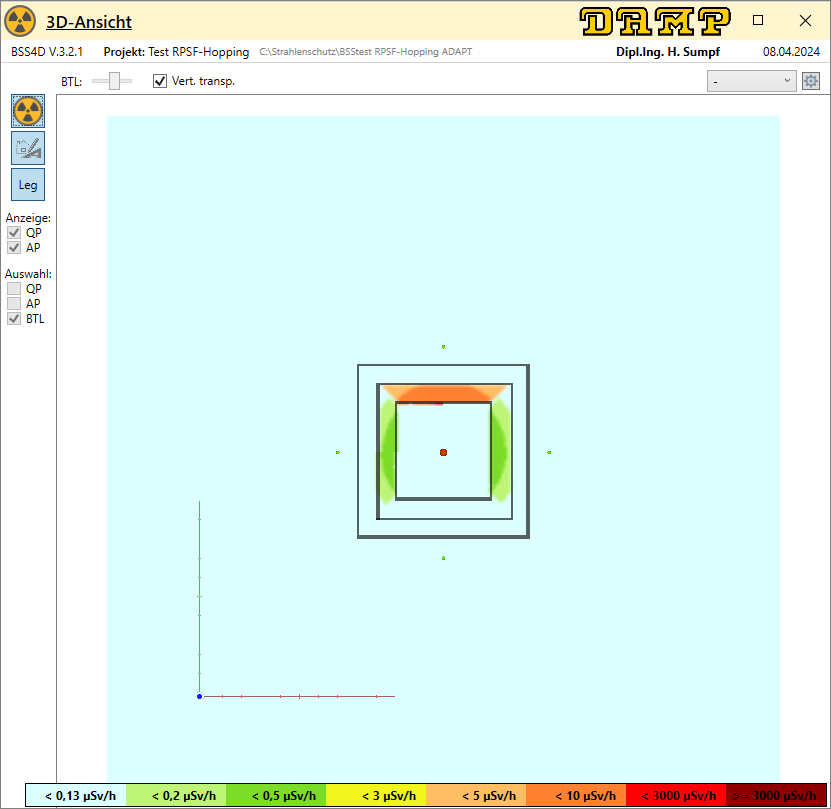 3D-Ansicht
DAMP
BSS4D V.3.2.1 Projekt: Test RPSF-Hopping C:\Strahlenschutz\BSStest RPSF-Hopping ADAPT Dipl.Ing. H. Sumpf 08.04.2024
BTL: Vert. transp. -
Leg
Anzeige:
QP
AP
Auswahl:
QP
AP
BTL
< 0,13 µSv/h < 0,2 µSv/h < 0,5 µSv/h < 3 µSv/h < 5 µSv/h < 10 µSv/h < 3000 µSv/h >= 3000 µSv/h